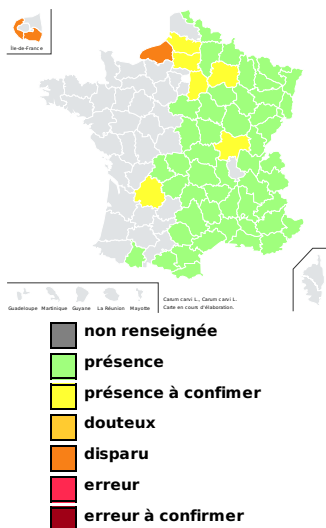 Île-de-France
Guadeloupe Martinique Guyane La Réunion Mayotte
Carum carvi L., Carum carvi L.
Carte en cours d'élaboration.
non renseignée
présence
présence à confimer
douteux
disparu
erreur
erreur à confirmer